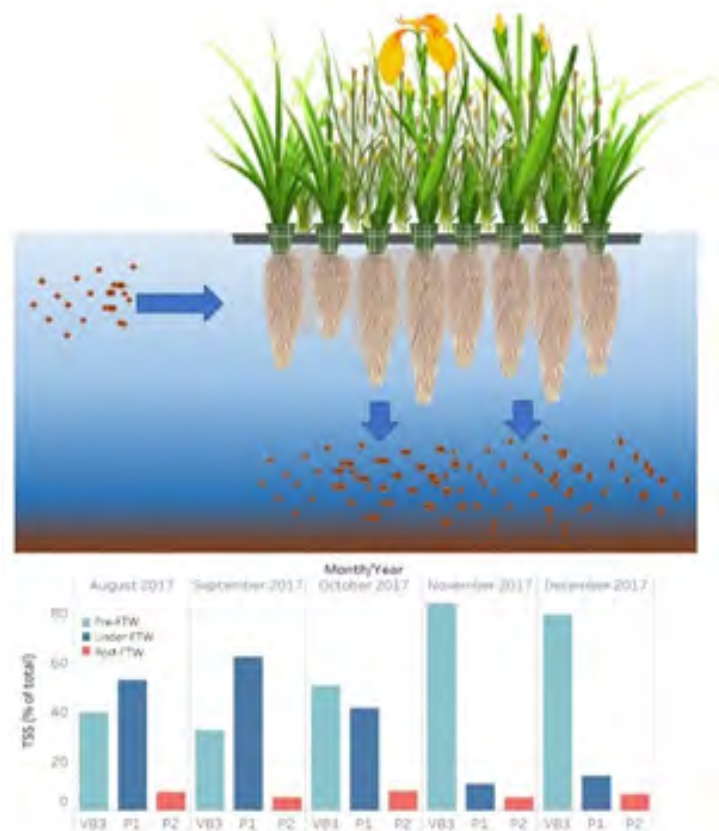 Month/Year
August 2017 September 2017 October 2017 November 2017 December 2017
TSS (% of total)
80
60
40
20
0
Pre-FTW
Under-FTW
Post-FTW
VB3 P1 P2 VB3 P1 P2 VB3 P1 P2 VB3 P1 P2 VB3 P1 P2